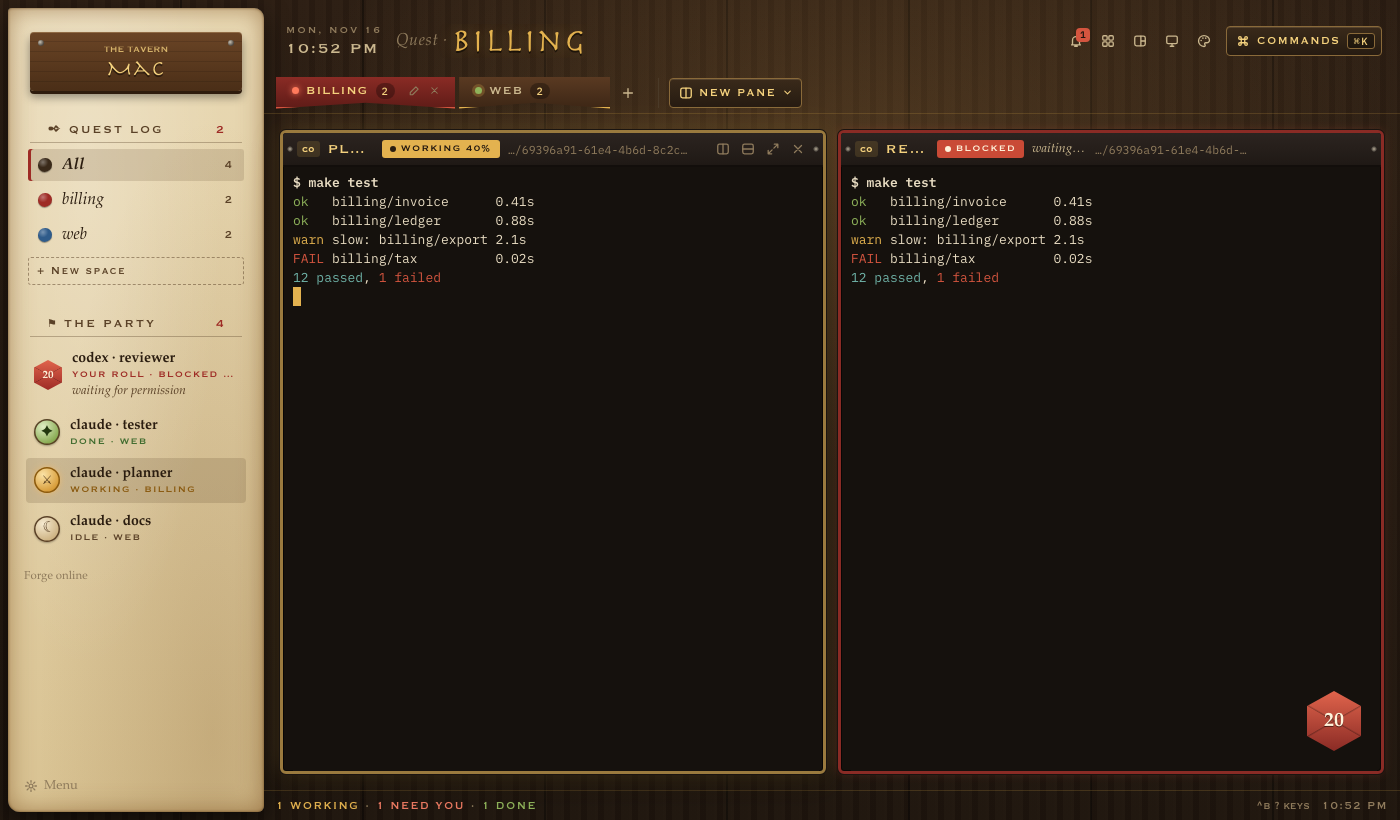 THE TAVERN
MAC
QUEST LOG 2
All 4
billing 2
web 2
+ New space
THE PARTY 4
20
codex · reviewer
YOUR ROLL · BLOCKED ...
waiting for permission
claude · tester
DONE · WEB
claude · planner
WORKING · BILLING
claude · docs
IDLE · WEB
Forge online
Menu
MON, NOV 16
10:52 PM
Quest · BILLING
1
⌘ COMMANDS ⌘K
BILLING 2
WEB 2
+
NEW PANE
co PL... WORKING 40% …/69396a91-61e4-4b6d-8c2c…
$ make test
ok billing/invoice 0.41s
ok billing/ledger 0.88s
warn slow: billing/export 2.1s
FAIL billing/tax 0.02s
12 passed, 1 failed
co RE... BLOCKED waiting... …/69396a91-61e4-4b6d-…
$ make test
ok billing/invoice 0.41s
ok billing/ledger 0.88s
warn slow: billing/export 2.1s
FAIL billing/tax 0.02s
12 passed, 1 failed
20
1 WORKING · 1 NEED YOU · 1 DONE
^B ? KEYS 10:52 PM